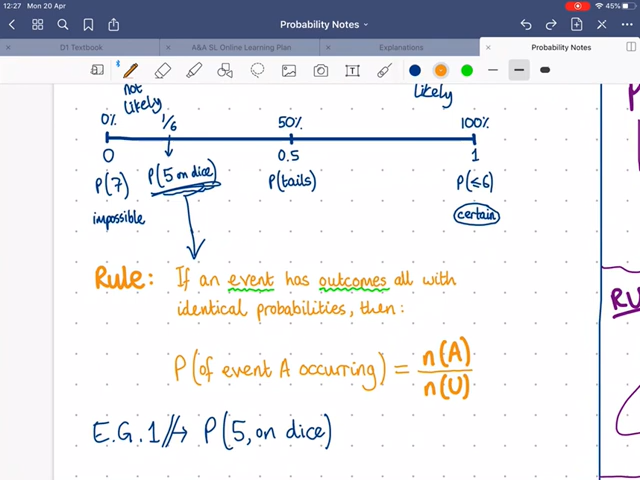 12:27 Mon 20 Apr
Probability Notes
45%
D1 Textbook
A&A SL Online Learning Plan
Explanations
Probability Notes
not likely
Likely
0%
1/6
50%
100%
0
0.5
1
P(7)
P(5 on dice)
P(tails)
P(≤6)
impossible
certain
Rule: If an event has outcomes all with
identical probabilities, then:
P(of event A occurring) = n(A)/n(U)
E.G. 1// P(5, on dice)